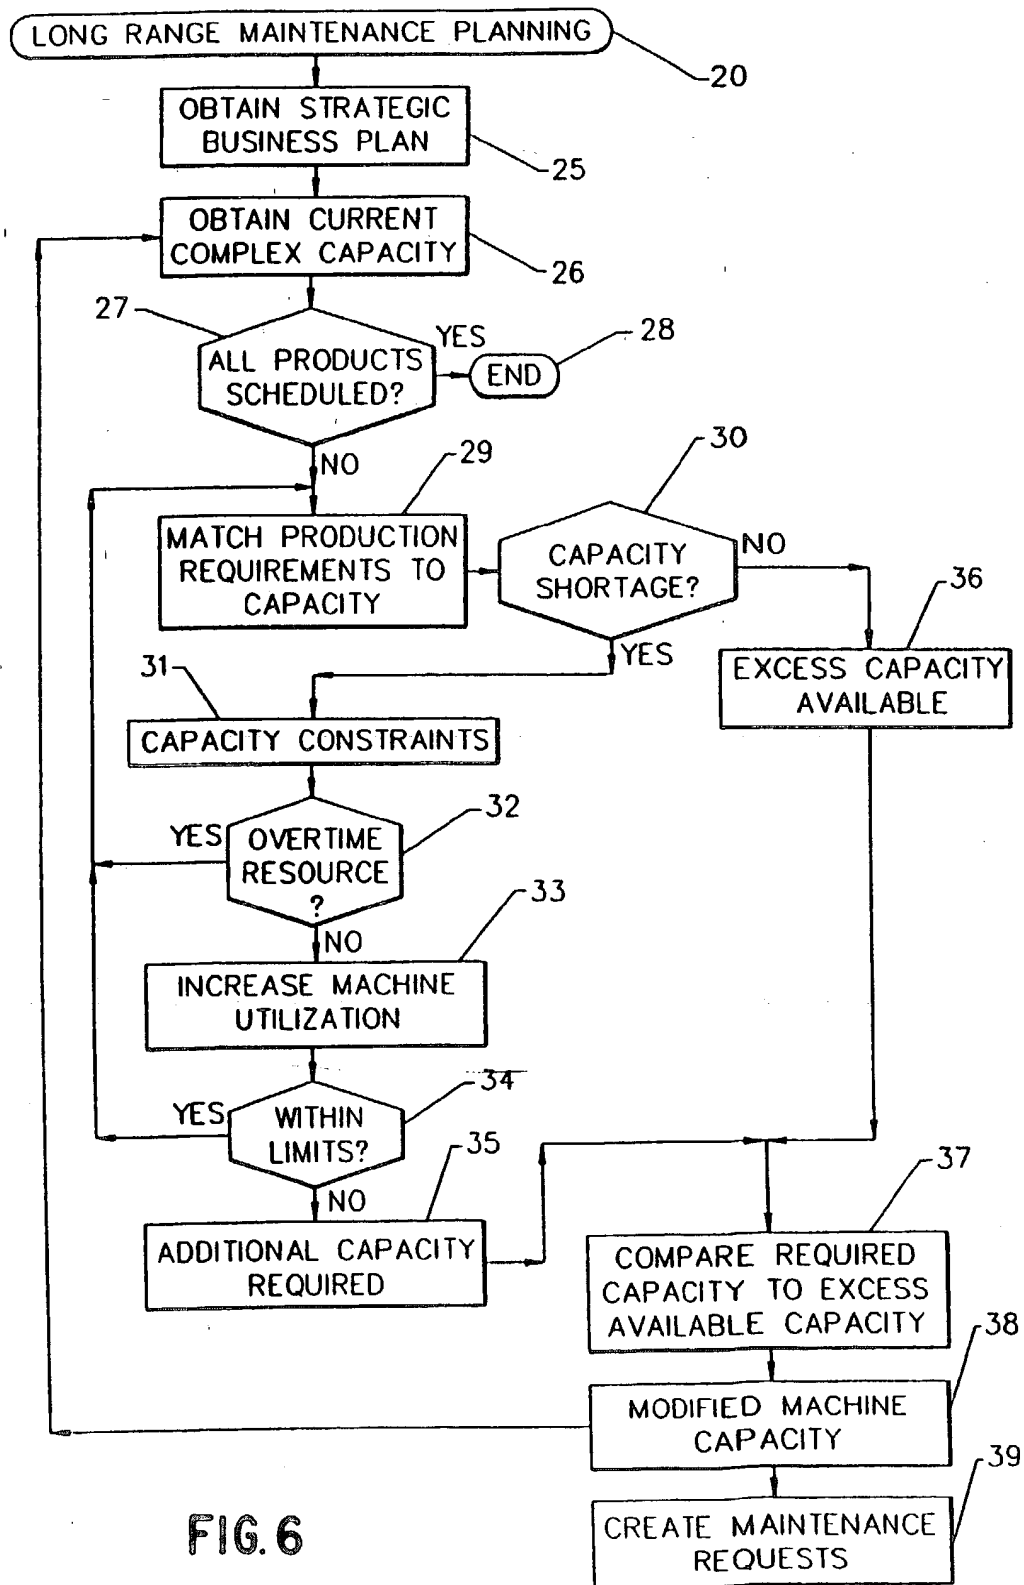 LONG RANGE MAINTENANCE PLANNING
20
OBTAIN STRATEGIC
BUSINESS PLAN
25
OBTAIN CURRENT
COMPLEX CAPACITY
26
27
ALL PRODUCTS
SCHEDULED?
YES
END
28
NO
29
MATCH PRODUCTION
REQUIREMENTS TO
CAPACITY
30
CAPACITY
SHORTAGE?
NO
YES
36
EXCESS CAPACITY
AVAILABLE
31
CAPACITY CONSTRAINTS
32
OVERTIME
RESOURCE
?
YES
NO
33
INCREASE MACHINE
UTILIZATION
34
WITHIN
LIMITS?
YES
NO
35
ADDITIONAL CAPACITY
REQUIRED
37
COMPARE REQUIRED
CAPACITY TO EXCESS
AVAILABLE CAPACITY
38
MODIFIED MACHINE
CAPACITY
39
CREATE MAINTENANCE
REQUESTS
FIG. 6